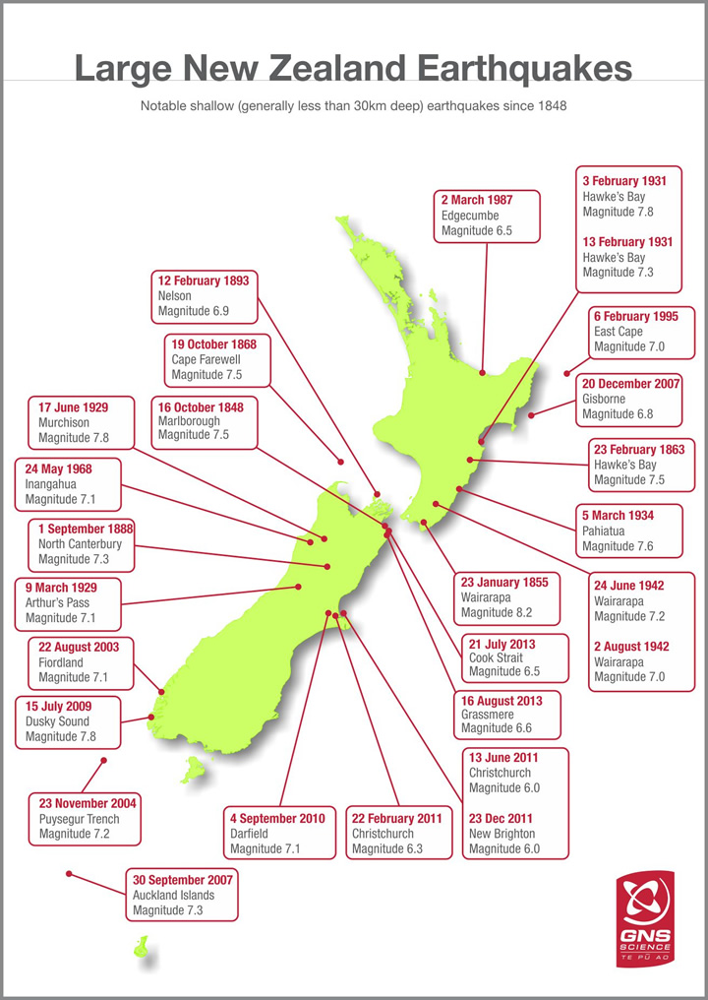 Large New Zealand Earthquakes
Notable shallow (generally less than 30km deep) earthquakes since 1848
3 February 1931
Hawke's Bay
Magnitude 7.8
13 February 1931
Hawke's Bay
Magnitude 7.3
2 March 1987
Edgecumbe
Magnitude 6.5
12 February 1893
Nelson
Magnitude 6.9
6 February 1995
East Cape
Magnitude 7.0
19 October 1868
Cape Farewell
Magnitude 7.5
20 December 2007
Gisborne
Magnitude 6.8
17 June 1929
Murchison
Magnitude 7.8
16 October 1848
Marlborough
Magnitude 7.5
23 February 1863
Hawke's Bay
Magnitude 7.5
24 May 1968
Inangahua
Magnitude 7.1
5 March 1934
Pahiatua
Magnitude 7.6
1 September 1888
North Canterbury
Magnitude 7.3
23 January 1855
Wairarapa
Magnitude 8.2
24 June 1942
Wairarapa
Magnitude 7.2
2 August 1942
Wairarapa
Magnitude 7.0
9 March 1929
Arthur's Pass
Magnitude 7.1
21 July 2013
Cook Strait
Magnitude 6.5
22 August 2003
Fiordland
Magnitude 7.1
16 August 2013
Grassmere
Magnitude 6.6
15 July 2009
Dusky Sound
Magnitude 7.8
13 June 2011
Christchurch
Magnitude 6.0
23 Dec 2011
New Brighton
Magnitude 6.0
23 November 2004
Puysegur Trench
Magnitude 7.2
4 September 2010
Darfield
Magnitude 7.1
22 February 2011
Christchurch
Magnitude 6.3
30 September 2007
Auckland Islands
Magnitude 7.3
GNS
SCIENCE
TE PŪ AO